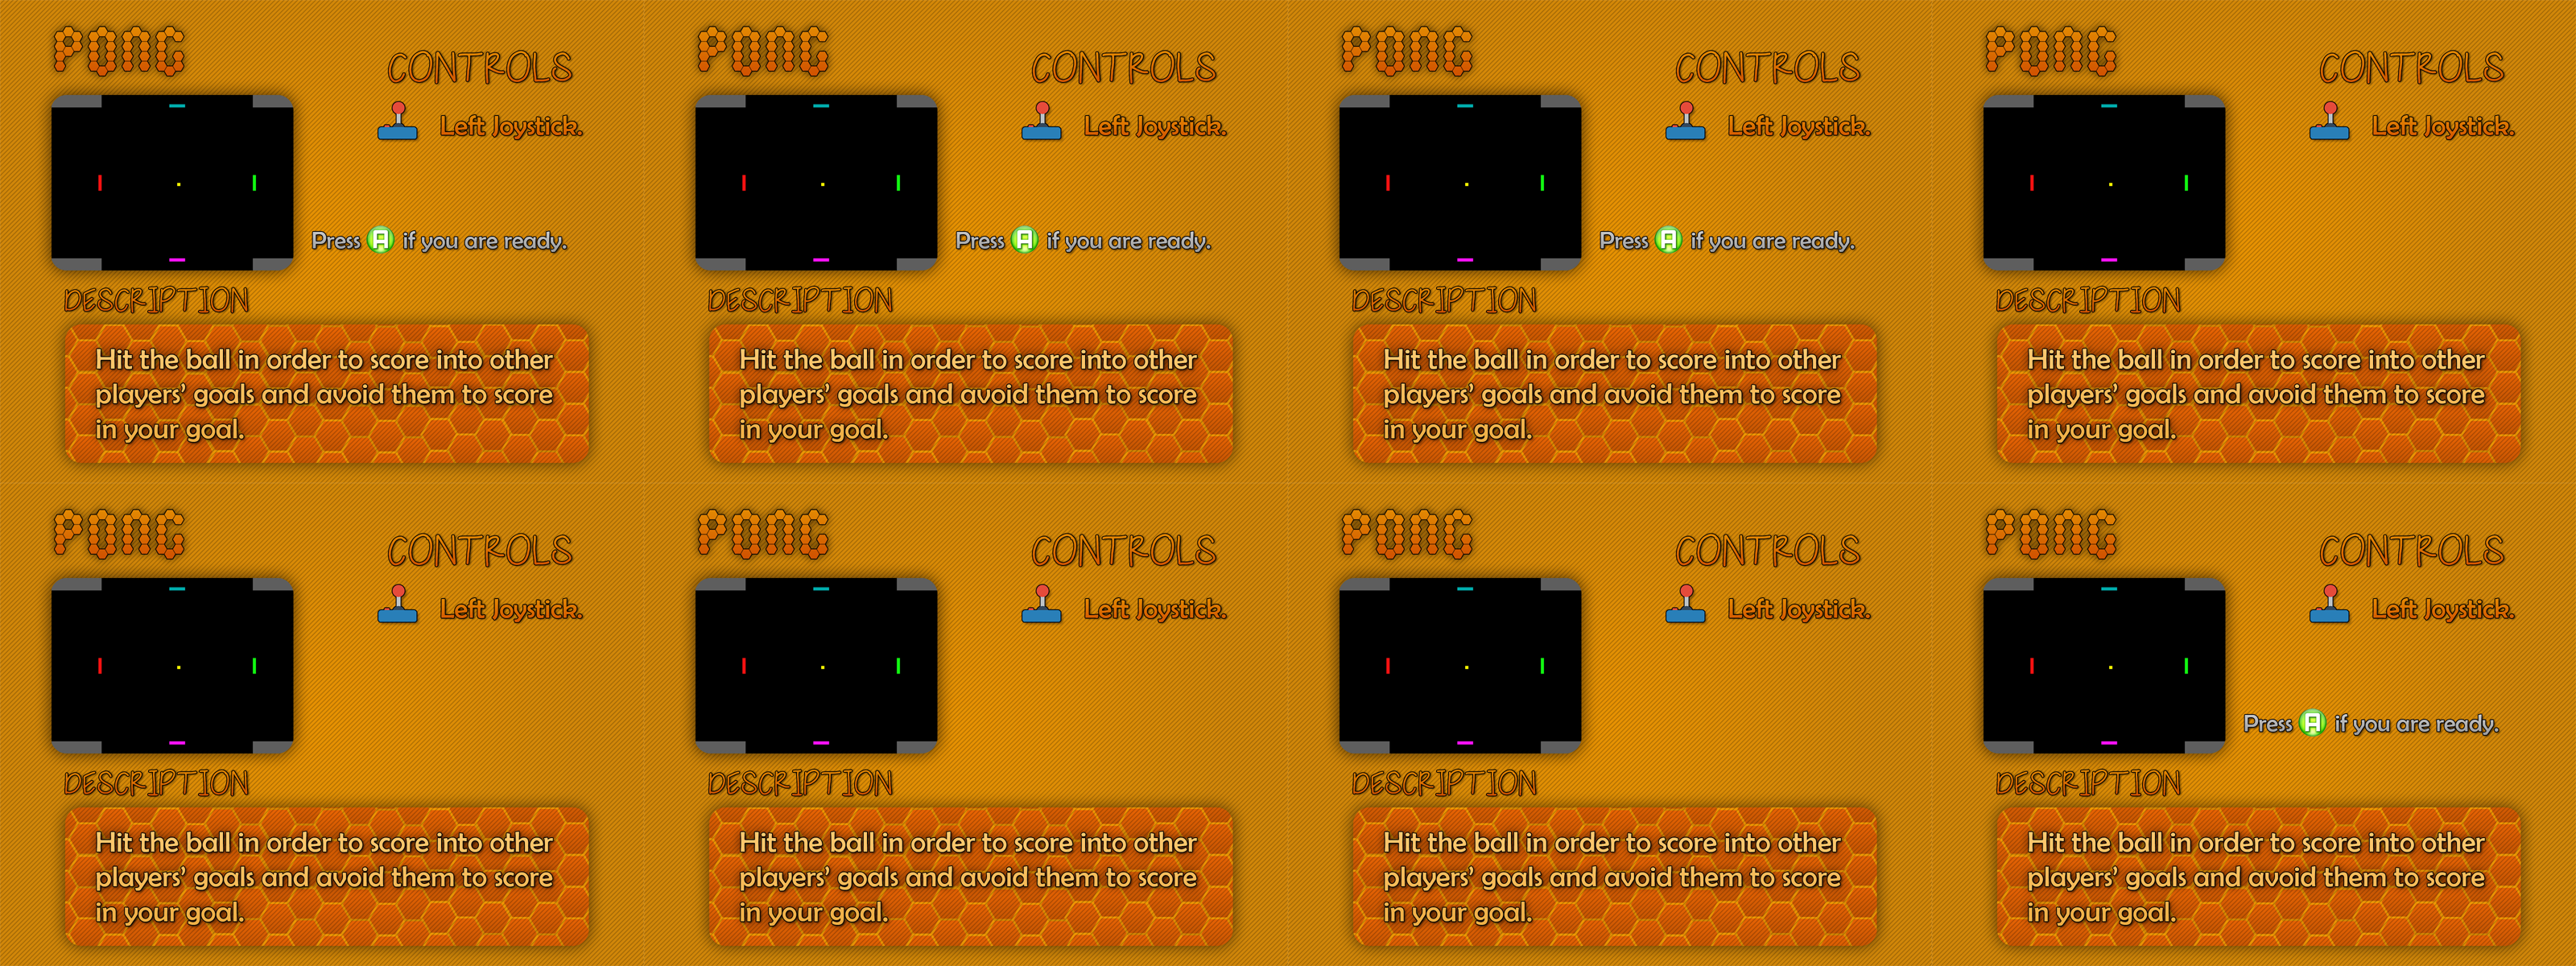 PONG
CONTROLS
Left Joystick.
Press A if you are ready.
DESCRIPTION
Hit the ball in order to score into other
players' goals and avoid them to score
in your goal.
PONG
CONTROLS
Left Joystick.
Press A if you are ready.
DESCRIPTION
Hit the ball in order to score into other
players' goals and avoid them to score
in your goal.
PONG
CONTROLS
Left Joystick.
Press A if you are ready.
DESCRIPTION
Hit the ball in order to score into other
players' goals and avoid them to score
in your goal.
PONG
CONTROLS
Left Joystick.
DESCRIPTION
Hit the ball in order to score into other
players' goals and avoid them to score
in your goal.
PONG
CONTROLS
Left Joystick.
DESCRIPTION
Hit the ball in order to score into other
players' goals and avoid them to score
in your goal.
PONG
CONTROLS
Left Joystick.
DESCRIPTION
Hit the ball in order to score into other
players' goals and avoid them to score
in your goal.
PONG
CONTROLS
Left Joystick.
DESCRIPTION
Hit the ball in order to score into other
players' goals and avoid them to score
in your goal.
PONG
CONTROLS
Left Joystick.
Press A if you are ready.
DESCRIPTION
Hit the ball in order to score into other
players' goals and avoid them to score
in your goal.